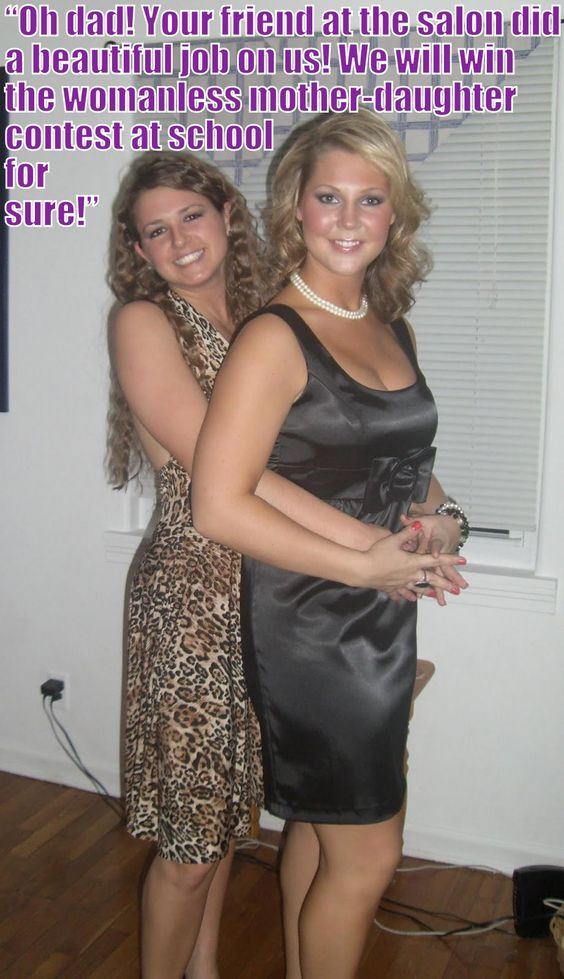 “Oh dad! Your friend at the salon did
a beautiful job on us! We will win
the womanless mother-daughter
contest at school
for
sure!”